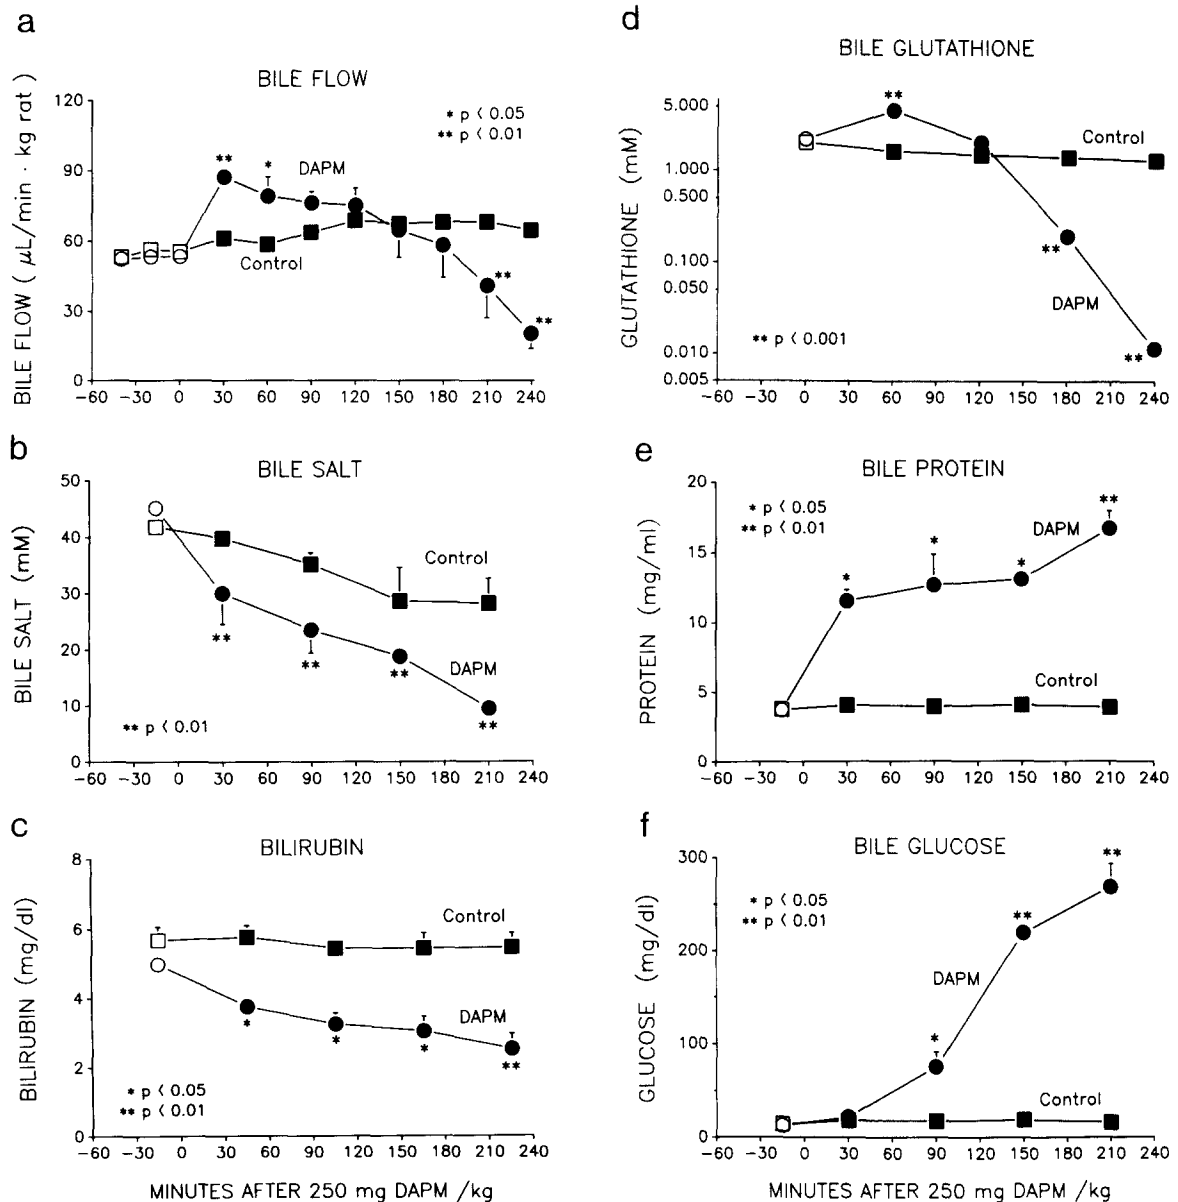 a
BILE FLOW
BILE FLOW ( μL/min · kg rat )
120
90
60
30
0
* p < 0.05
** p < 0.01
** * ** **
DAPM
Control
−60 −30 0 30 60 90 120 150 180 210 240
b
BILE SALT
BILE SALT (mM)
50
40
30
20
10
0
Control
DAPM
** ** ** **
** p < 0.01
−60 −30 0 30 60 90 120 150 180 210 240
c
BILIRUBIN
BILIRUBIN (mg/dl)
8
6
4
2
0
Control
DAPM
* * * **
* p < 0.05
** p < 0.01
−60 −30 0 30 60 90 120 150 180 210 240
MINUTES AFTER 250 mg DAPM /kg
d
BILE GLUTATHIONE
GLUTATHIONE (mM)
5.000
1.000
0.500
0.100
0.050
0.010
0.005
** ** **
Control
DAPM
** p < 0.001
−60 −30 0 30 60 90 120 150 180 210 240
e
BILE PROTEIN
PROTEIN (mg/ml)
20
15
10
5
0
* p < 0.05
** p < 0.01
* * * **
DAPM
Control
−60 −30 0 30 60 90 120 150 180 210 240
f
BILE GLUCOSE
GLUCOSE (mg/dl)
300
200
100
0
* p < 0.05
** p < 0.01
* ** **
DAPM
Control
−60 −30 0 30 60 90 120 150 180 210 240
MINUTES AFTER 250 mg DAPM /kg